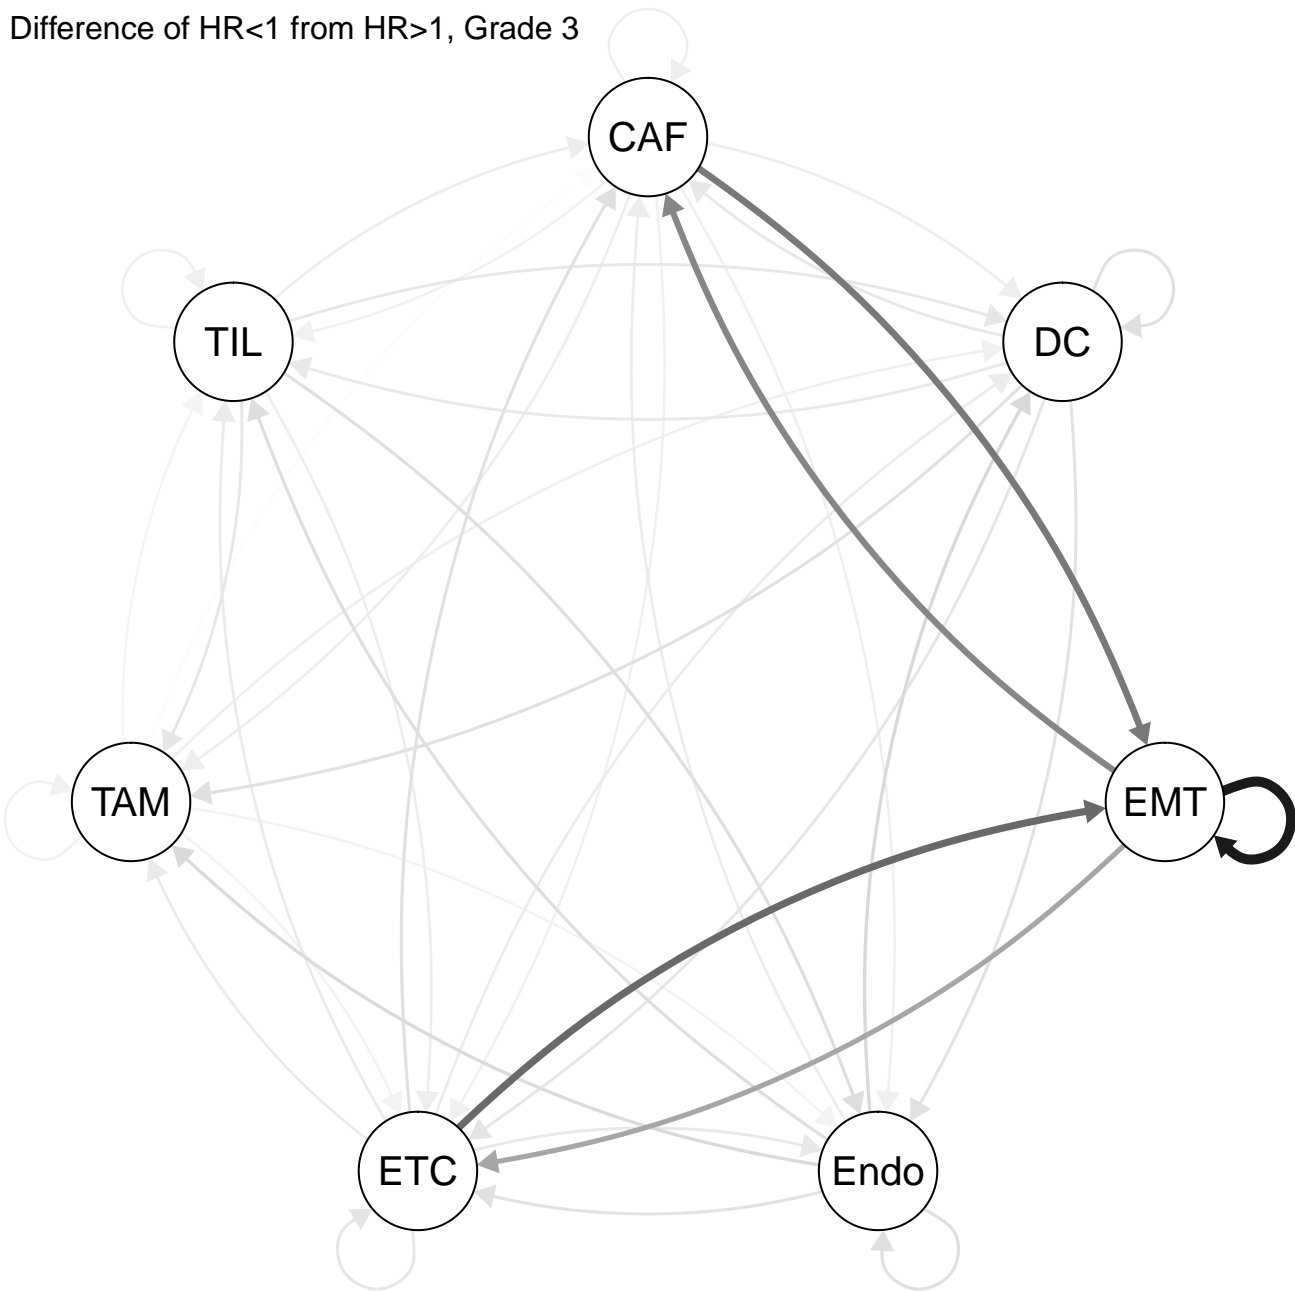 Difference of HR<1 from HR>1, Grade 3
CAF
TIL
DC
TAM
EMT
ETC
Endo